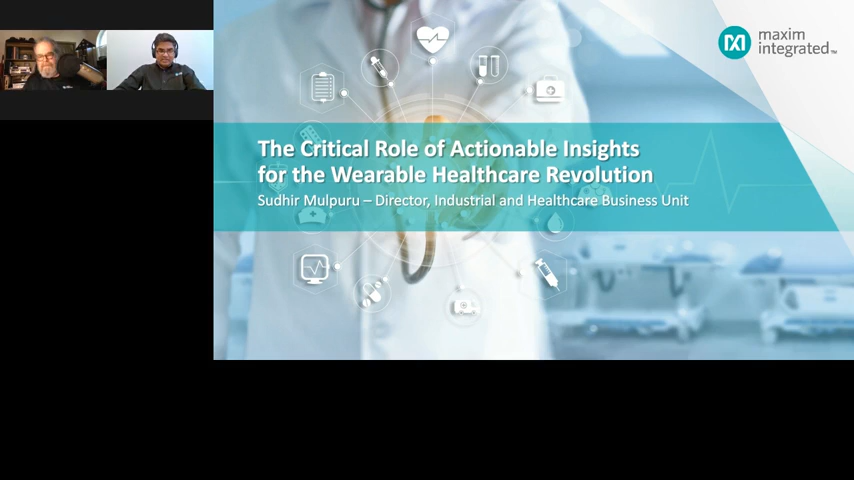 maxim
integrated™
The Critical Role of Actionable Insights
for the Wearable Healthcare Revolution
Sudhir Mulpuru – Director, Industrial and Healthcare Business Unit